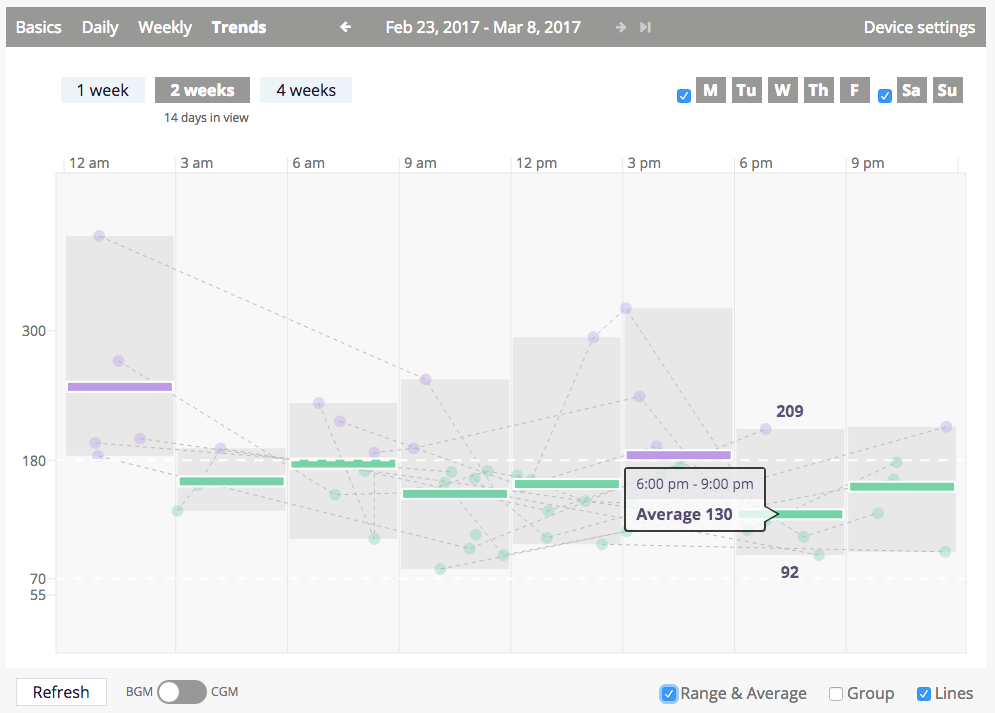 Basics Daily Weekly Trends Feb 23, 2017 - Mar 8, 2017 Device settings
1 week 2 weeks 4 weeks M Tu W Th F Sa Su
14 days in view
12 am 3 am 6 am 9 am 12 pm 3 pm 6 pm 9 pm
300
209
180
6:00 pm - 9:00 pm
Average 130
92
70
55
Refresh BGM CGM Range & Average Group Lines